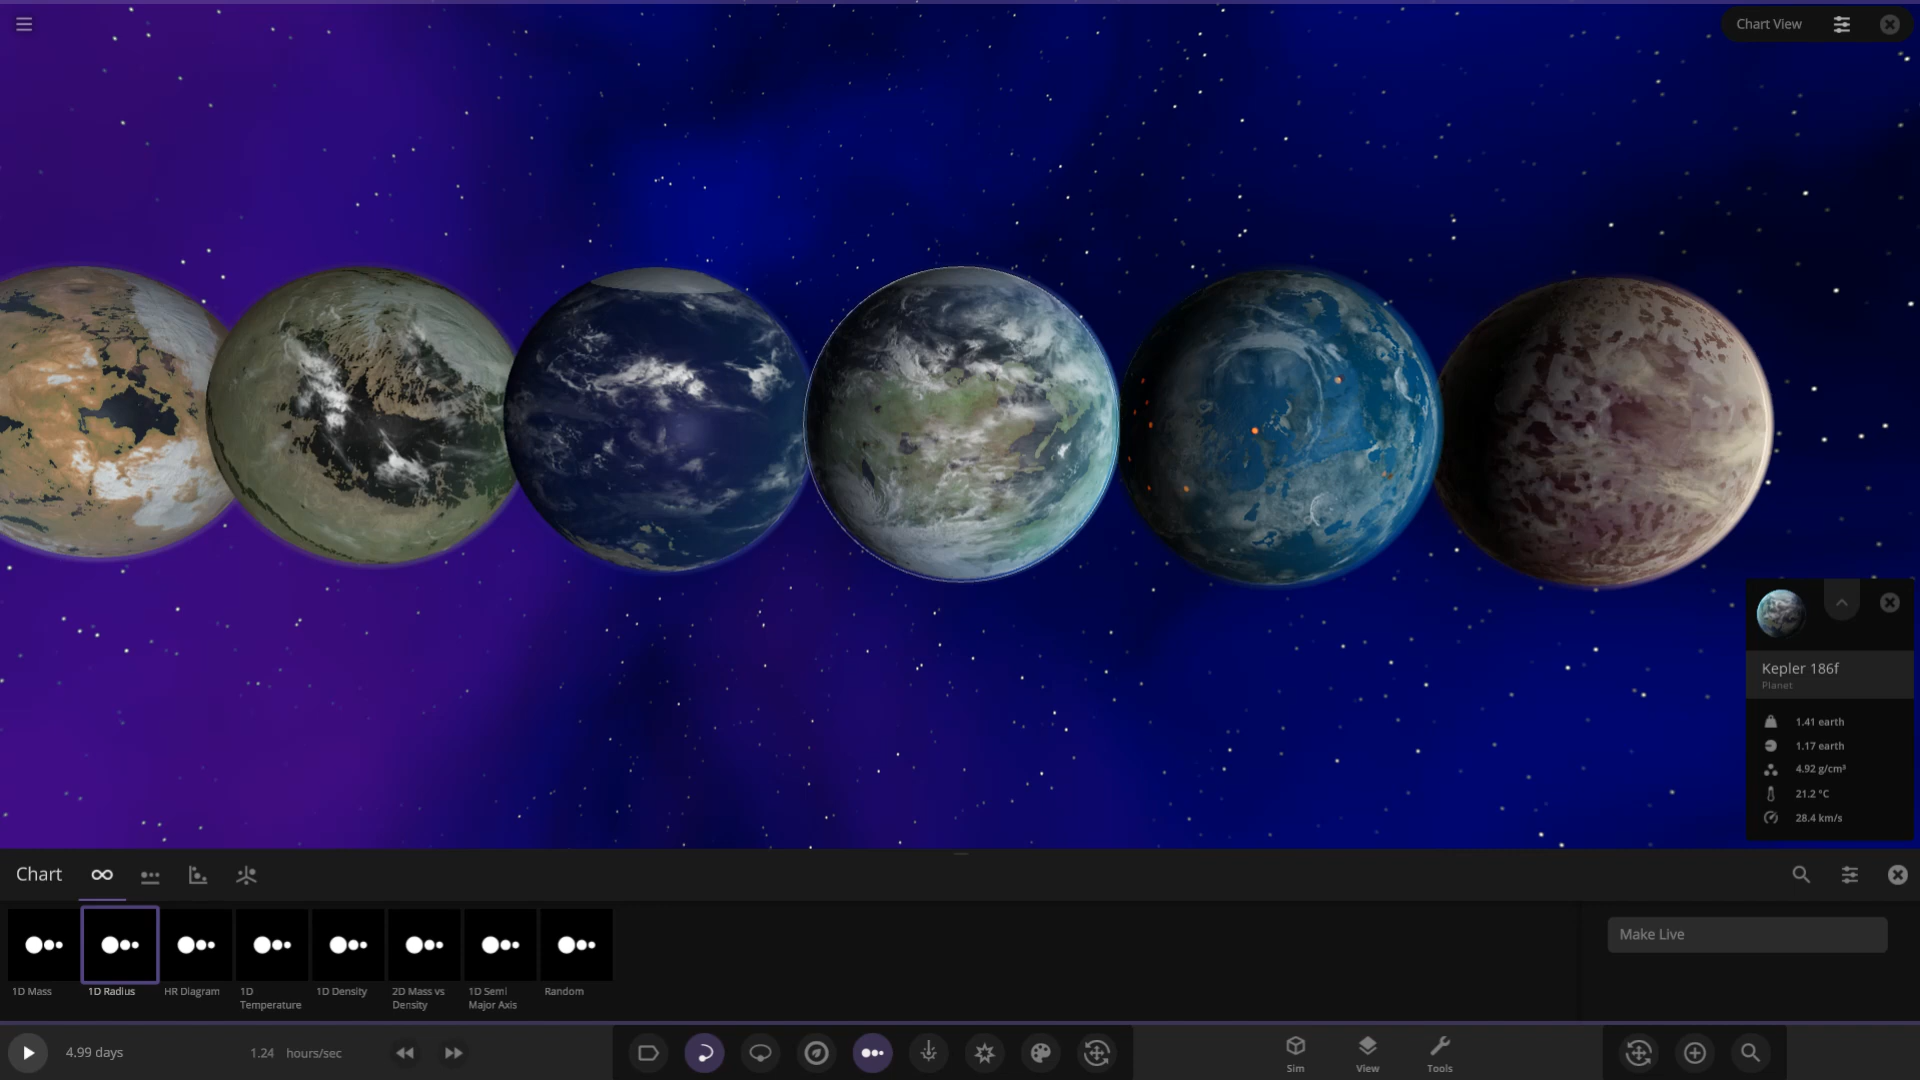 Chart View
Kepler 186f
Planet
1.41 earth
1.17 earth
4.92 g/cm³
21.2 °C
28.4 km/s
Chart
1D Mass
1D Radius
HR Diagram
1D
Temperature
1D Density
2D Mass vs
Density
1D Semi
Major Axis
Random
Make Live
4.99 days
1.24 hours/sec
Sim
View
Tools